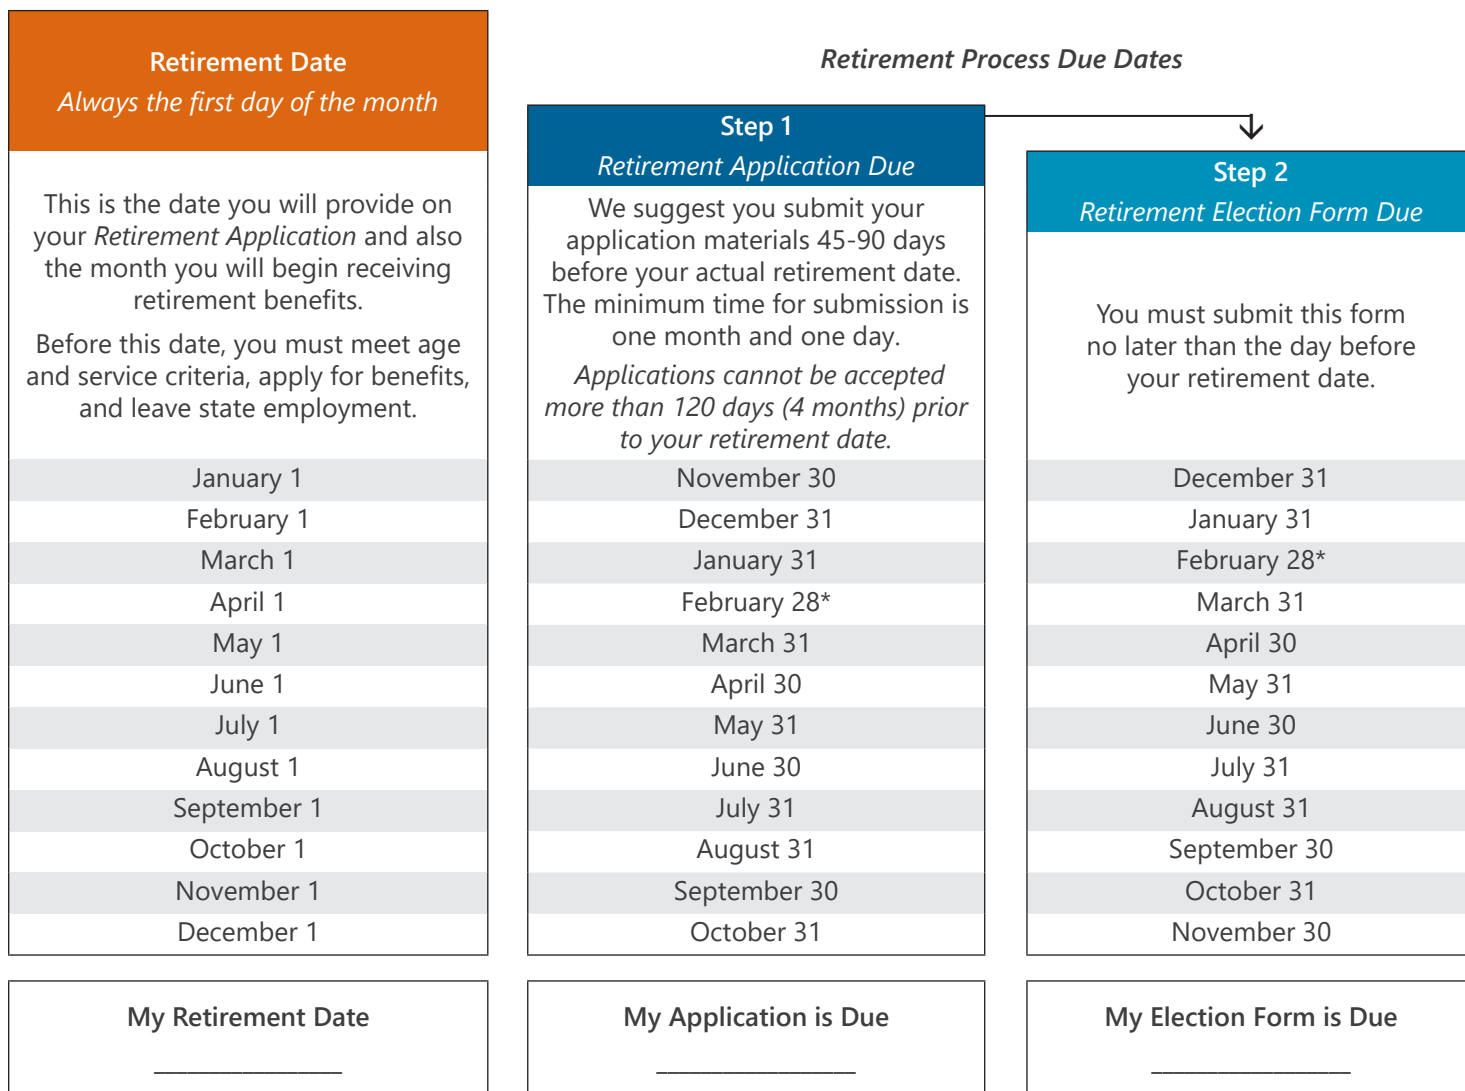 Retirement Date
Always the first day of the month
This is the date you will provide on
your Retirement Application and also
the month you will begin receiving
retirement benefits.
Before this date, you must meet age
and service criteria, apply for benefits,
and leave state employment.
Retirement Process Due Dates
Step 1
Retirement Application Due
We suggest you submit your
application materials 45-90 days
before your actual retirement date.
The minimum time for submission is
one month and one day.
Applications cannot be accepted
more than 120 days (4 months) prior
to your retirement date.
Step 2
Retirement Election Form Due
You must submit this form
no later than the day before
your retirement date.
January 1 November 30 December 31
February 1 December 31 January 31
March 1 January 31 February 28*
April 1 February 28* March 31
May 1 March 31 April 30
June 1 April 30 May 31
July 1 May 31 June 30
August 1 June 30 July 31
September 1 July 31 August 31
October 1 August 31 September 30
November 1 September 30 October 31
December 1 October 31 November 30
My Retirement Date
My Application is Due
My Election Form is Due